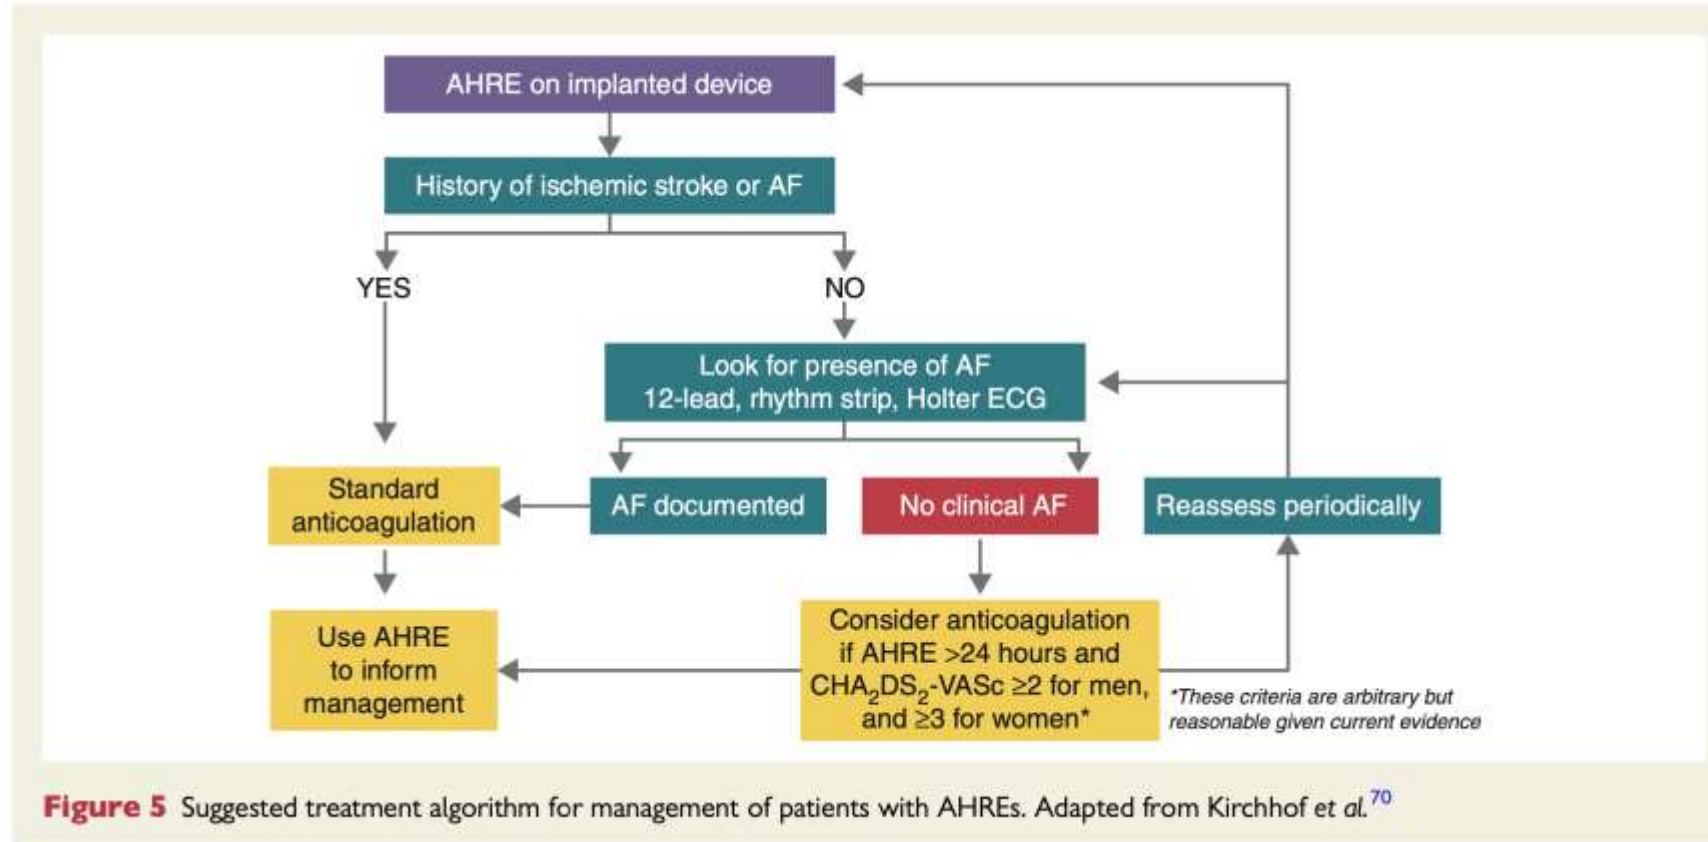 AHRE on implanted device
History of ischemic stroke or AF
YES
NO
Look for presence of AF
12-lead, rhythm strip, Holter ECG
Standard
anticoagulation
AF documented
No clinical AF
Reassess periodically
Use AHRE
to inform
management
Consider anticoagulation
if AHRE >24 hours and
CHA₂DS₂-VASc ≥2 for men,
and ≥3 for women*
*These criteria are arbitrary but
reasonable given current evidence
Figure 5 Suggested treatment algorithm for management of patients with AHREs. Adapted from Kirchhof et al.⁷⁰